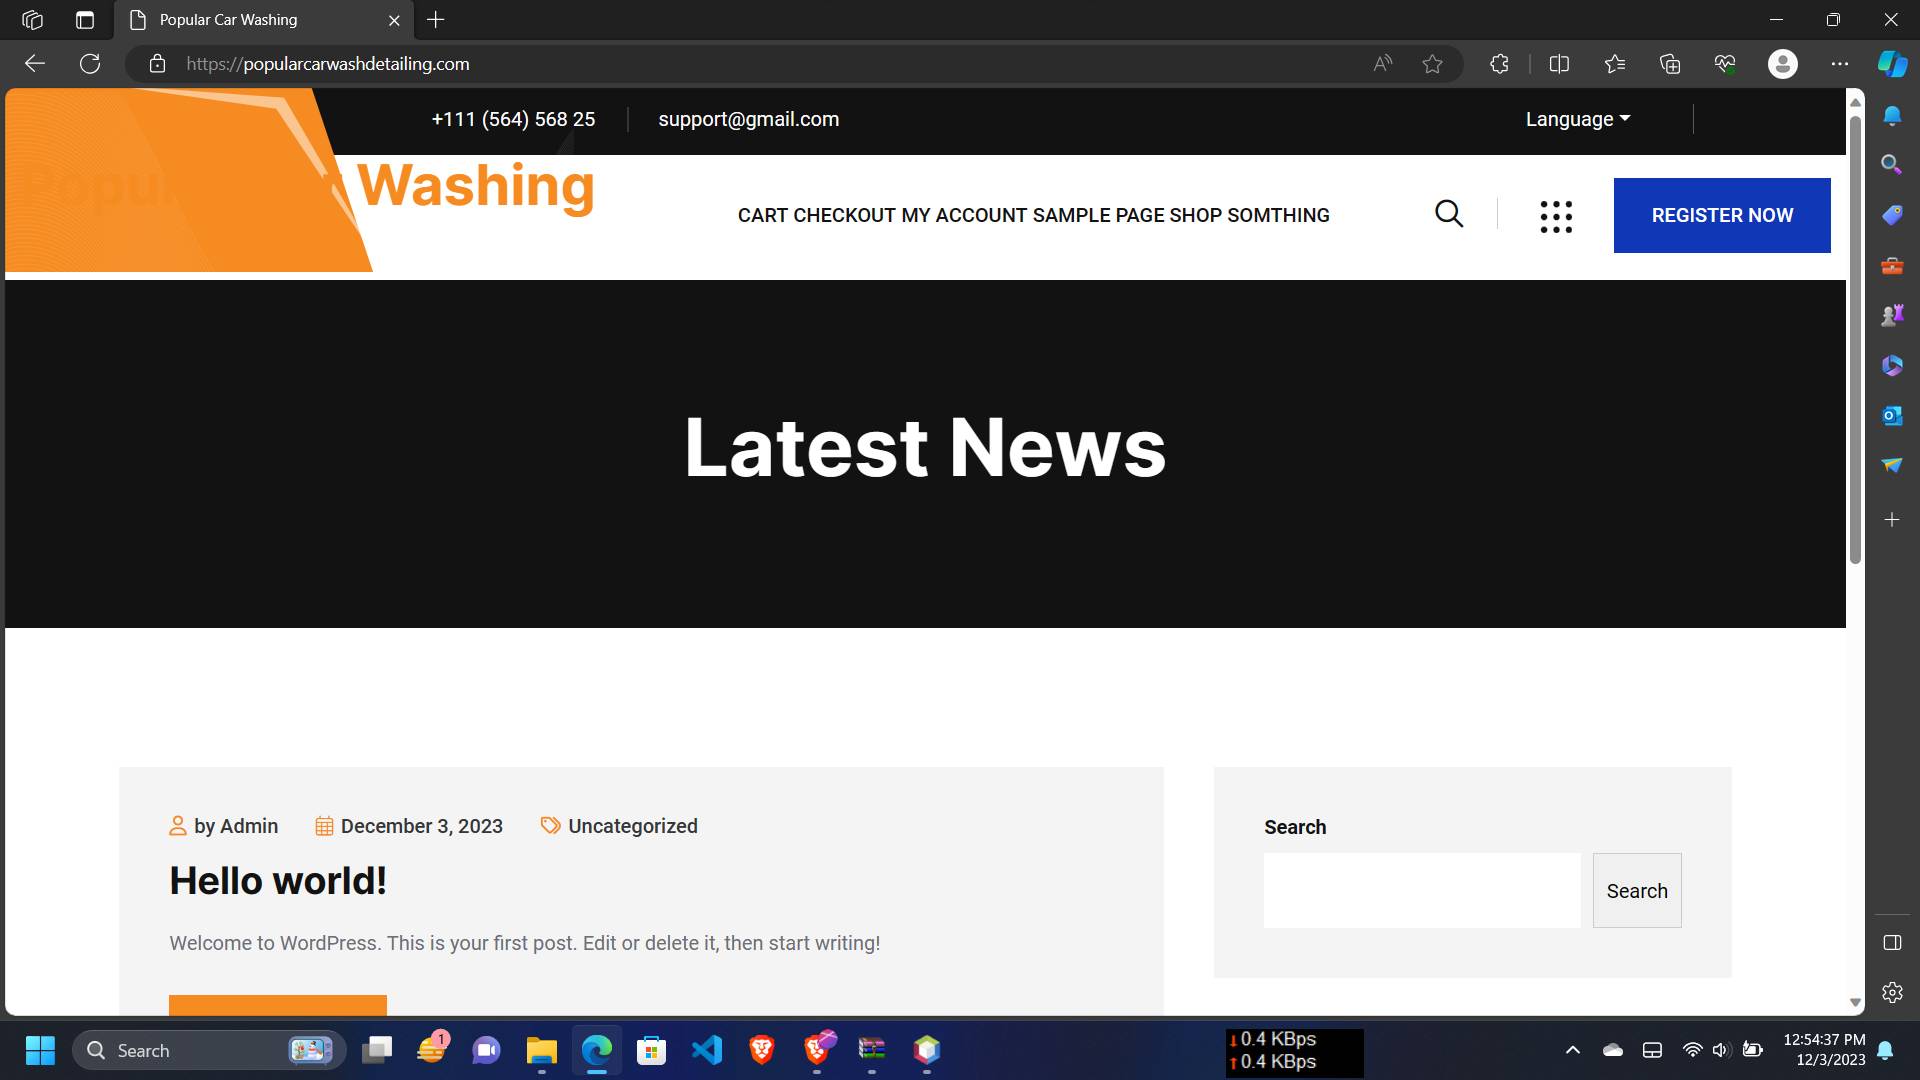 Popular Car Washing
https://popularcarwashdetailing.com
+111 (564) 568 25
support@gmail.com
Language
Popular Washing
CART CHECKOUT MY ACCOUNT SAMPLE PAGE SHOP SOMTHING
REGISTER NOW
Latest News
by Admin
December 3, 2023
Uncategorized
Hello world!
Welcome to WordPress. This is your first post. Edit or delete it, then start writing!
Search
Search
Search
1
0.4 KBps
0.4 KBps
12:54:37 PM
12/3/2023